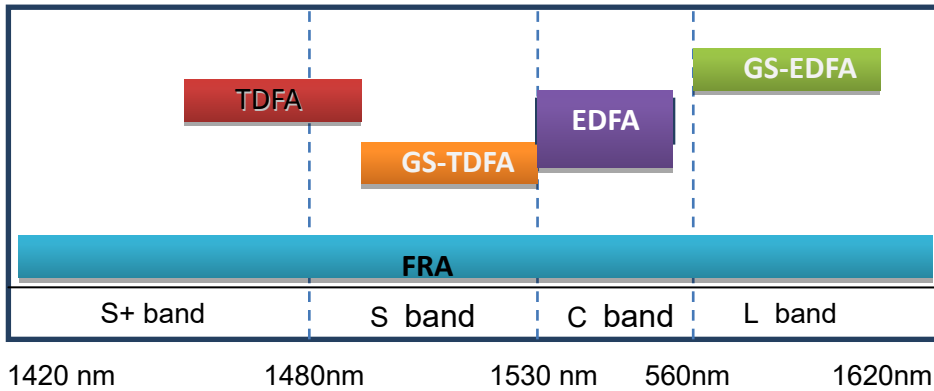 GS-EDFA
TDFA
EDFA
GS-TDFA
FRA
S+ band
S band
C band
L band
1420 nm
1480nm
1530 nm
560nm
1620nm